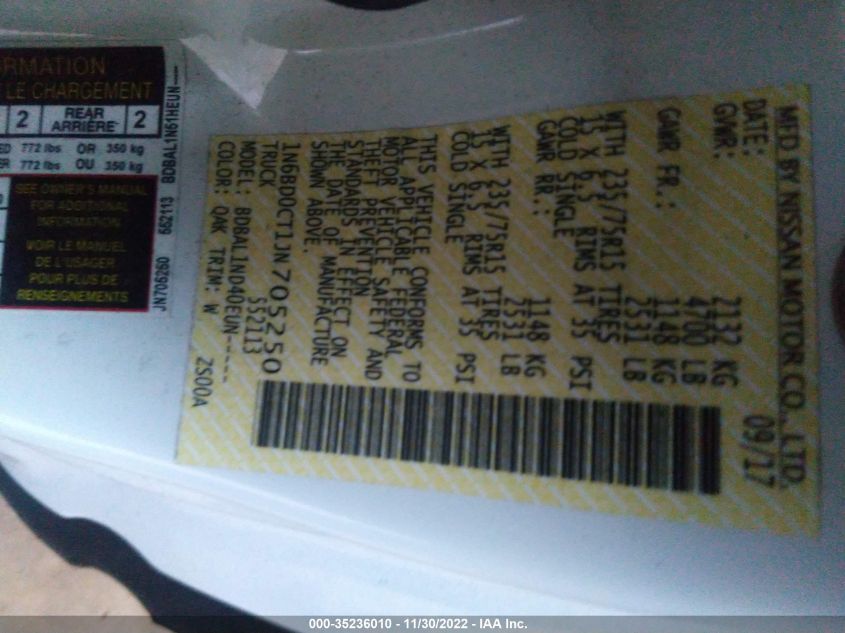 MFD BY NISSAN MOTOR CO., LTD.
DATE: 09/17
GVWR: 2132 KG
4700 LB
GAWR FR.: 1148 KG
2531 LB
WITH 235/75R15 TIRES
15 X 6.5 RIMS AT 35 PSI
COLD SINGLE
GAWR RR.: 1148 KG
2531 LB
WITH 235/75R15 TIRES
15 X 6.5 RIMS AT 35 PSI
COLD SINGLE
THIS VEHICLE CONFORMS TO
ALL APPLICABLE FEDERAL
MOTOR VEHICLE SAFETY AND
THEFT PREVENTION
STANDARDS IN EFFECT ON
THE DATE OF MANUFACTURE
SHOWN ABOVE.
1N6BD0CT1JN705250
TRUCK 552113
MODEL: BDBALIND40EUN-----
COLOR: QAK TRIM: W ZS00A
RMATION
LE CHARGEMENT
2 REAR
ARRIÈRE 2
772 lbs OR 350 kg
772 lbs OU 350 kg
SEE OWNER'S MANUAL
FOR ADDITIONAL
INFORMATION
VOIR LE MANUEL
DE L'USAGER
POUR PLUS DE
RENSEIGNEMENTS
JN705250 552113
000-35236010 - 11/30/2022 - IAA Inc.